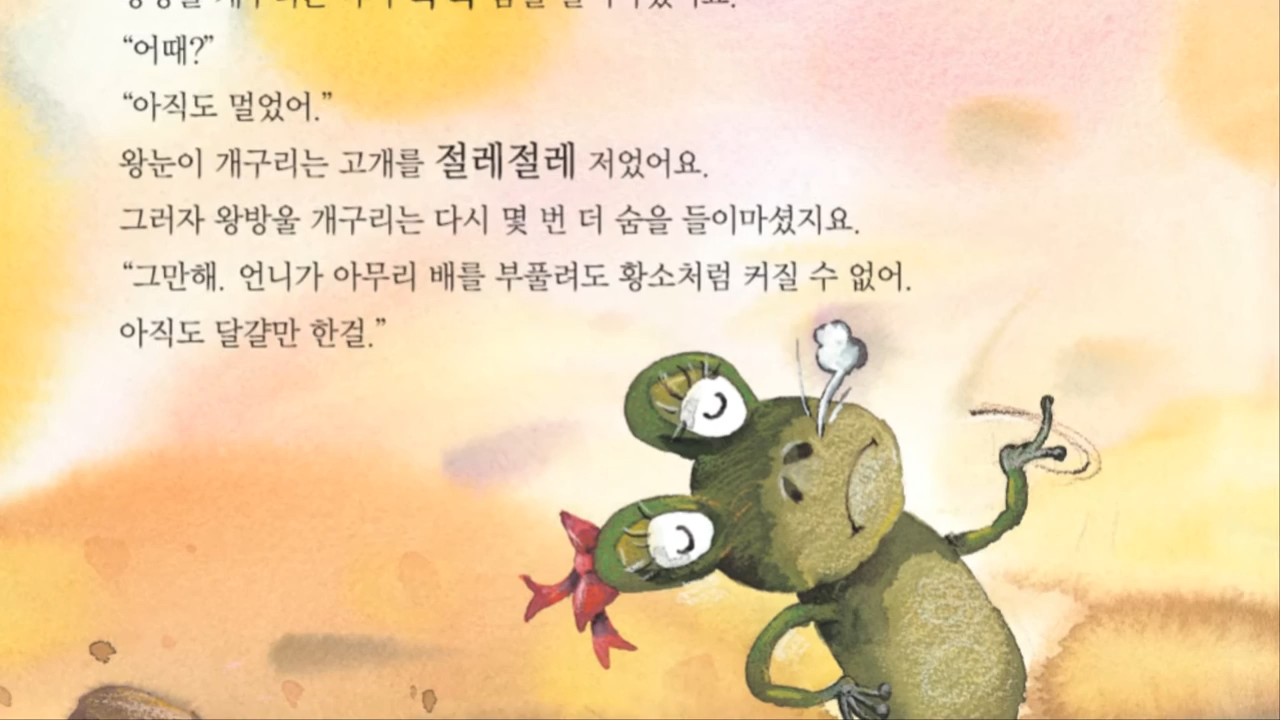 “어때?”
“아직도 멀었어.”
왕눈이 개구리는 고개를 절레절레 저었어요.
그러자 왕방울 개구리는 다시 몇 번 더 숨을 들이마셨지요.
“그만해. 언니가 아무리 배를 부풀려도 황소처럼 커질 수 없어.
아직도 달걀만 한걸.”